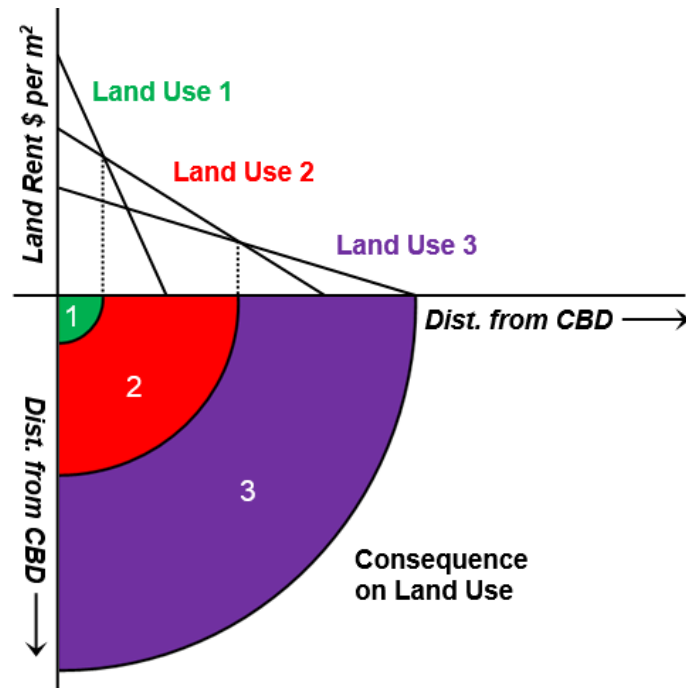 Land Rent $ per m²
Land Use 1
Land Use 2
Land Use 3
Dist. from CBD
1
2
3
Dist. from CBD
Consequence
on Land Use